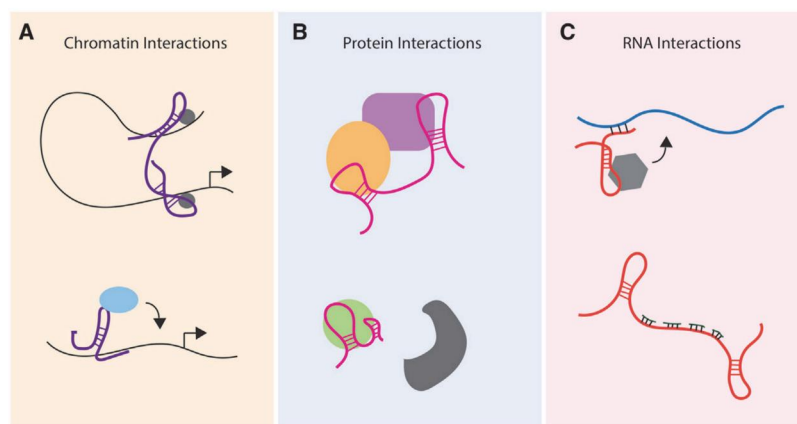 A
Chromatin Interactions
B
Protein Interactions
C
RNA Interactions